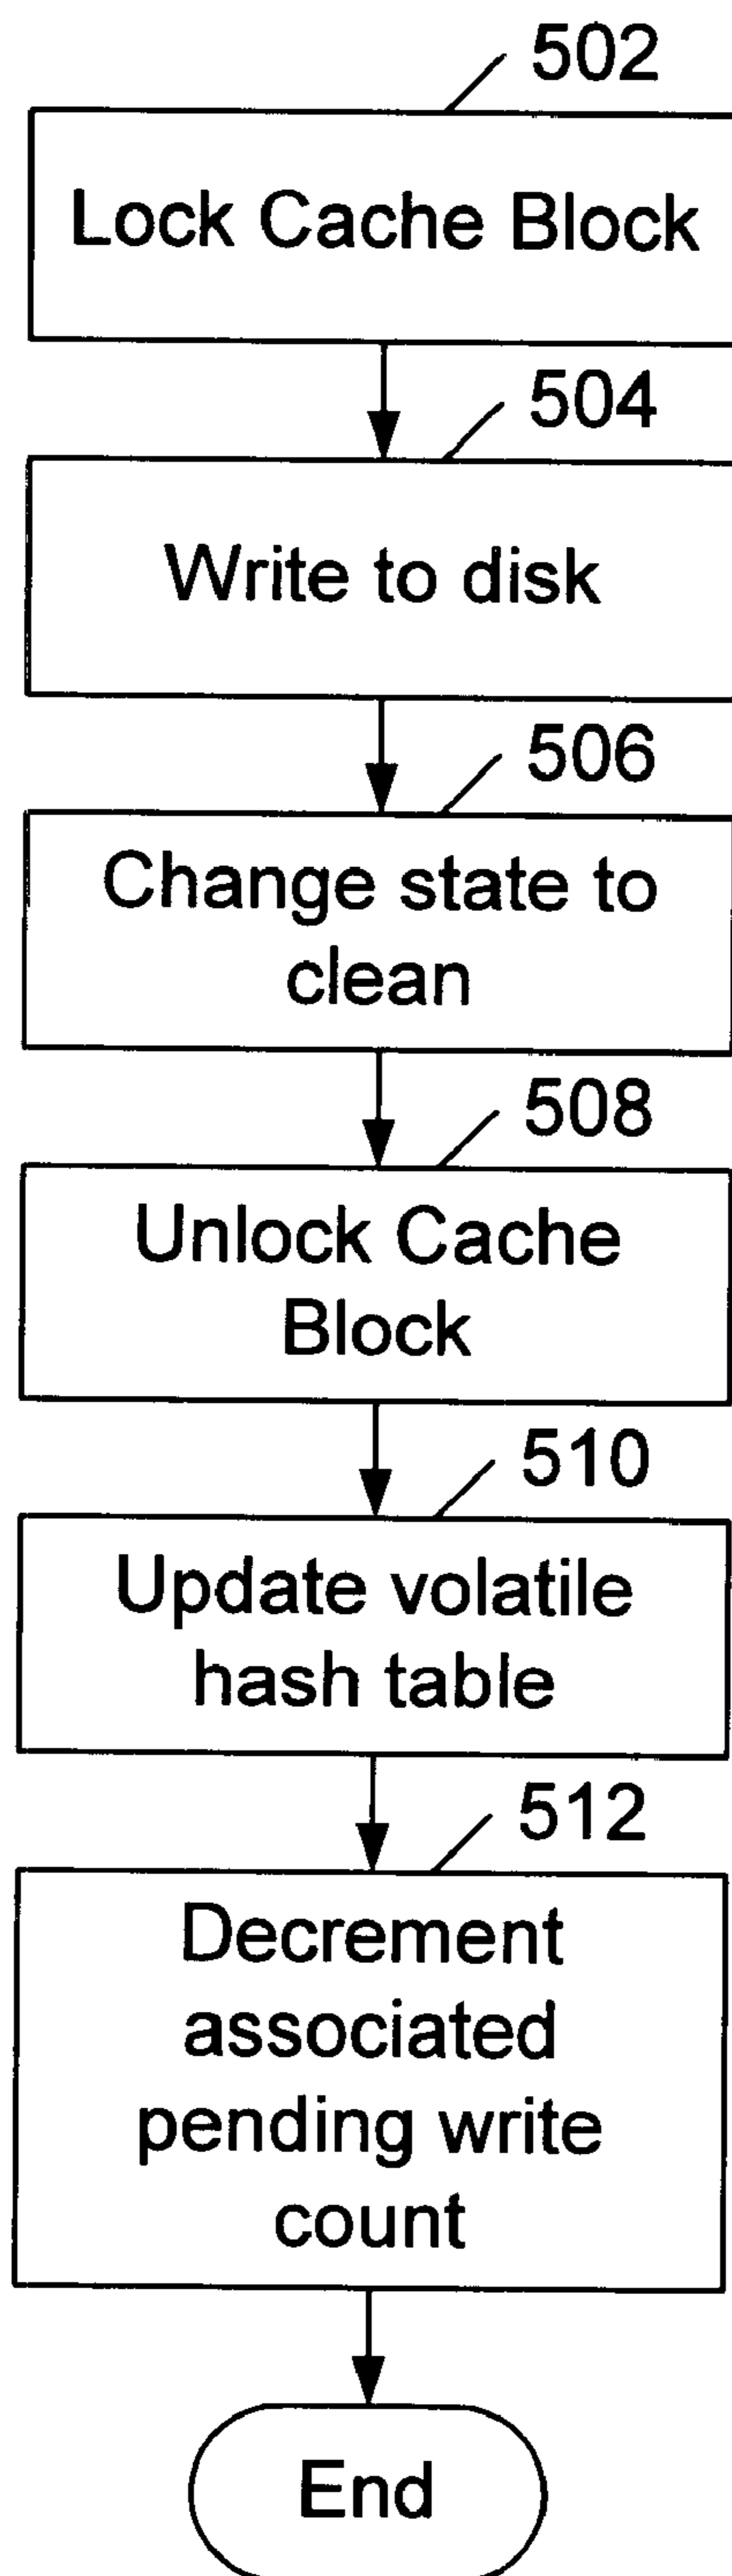 502
Lock Cache Block
504
Write to disk
506
Change state to
clean
508
Unlock Cache
Block
510
Update volatile
hash table
512
Decrement
associated
pending write
count
End